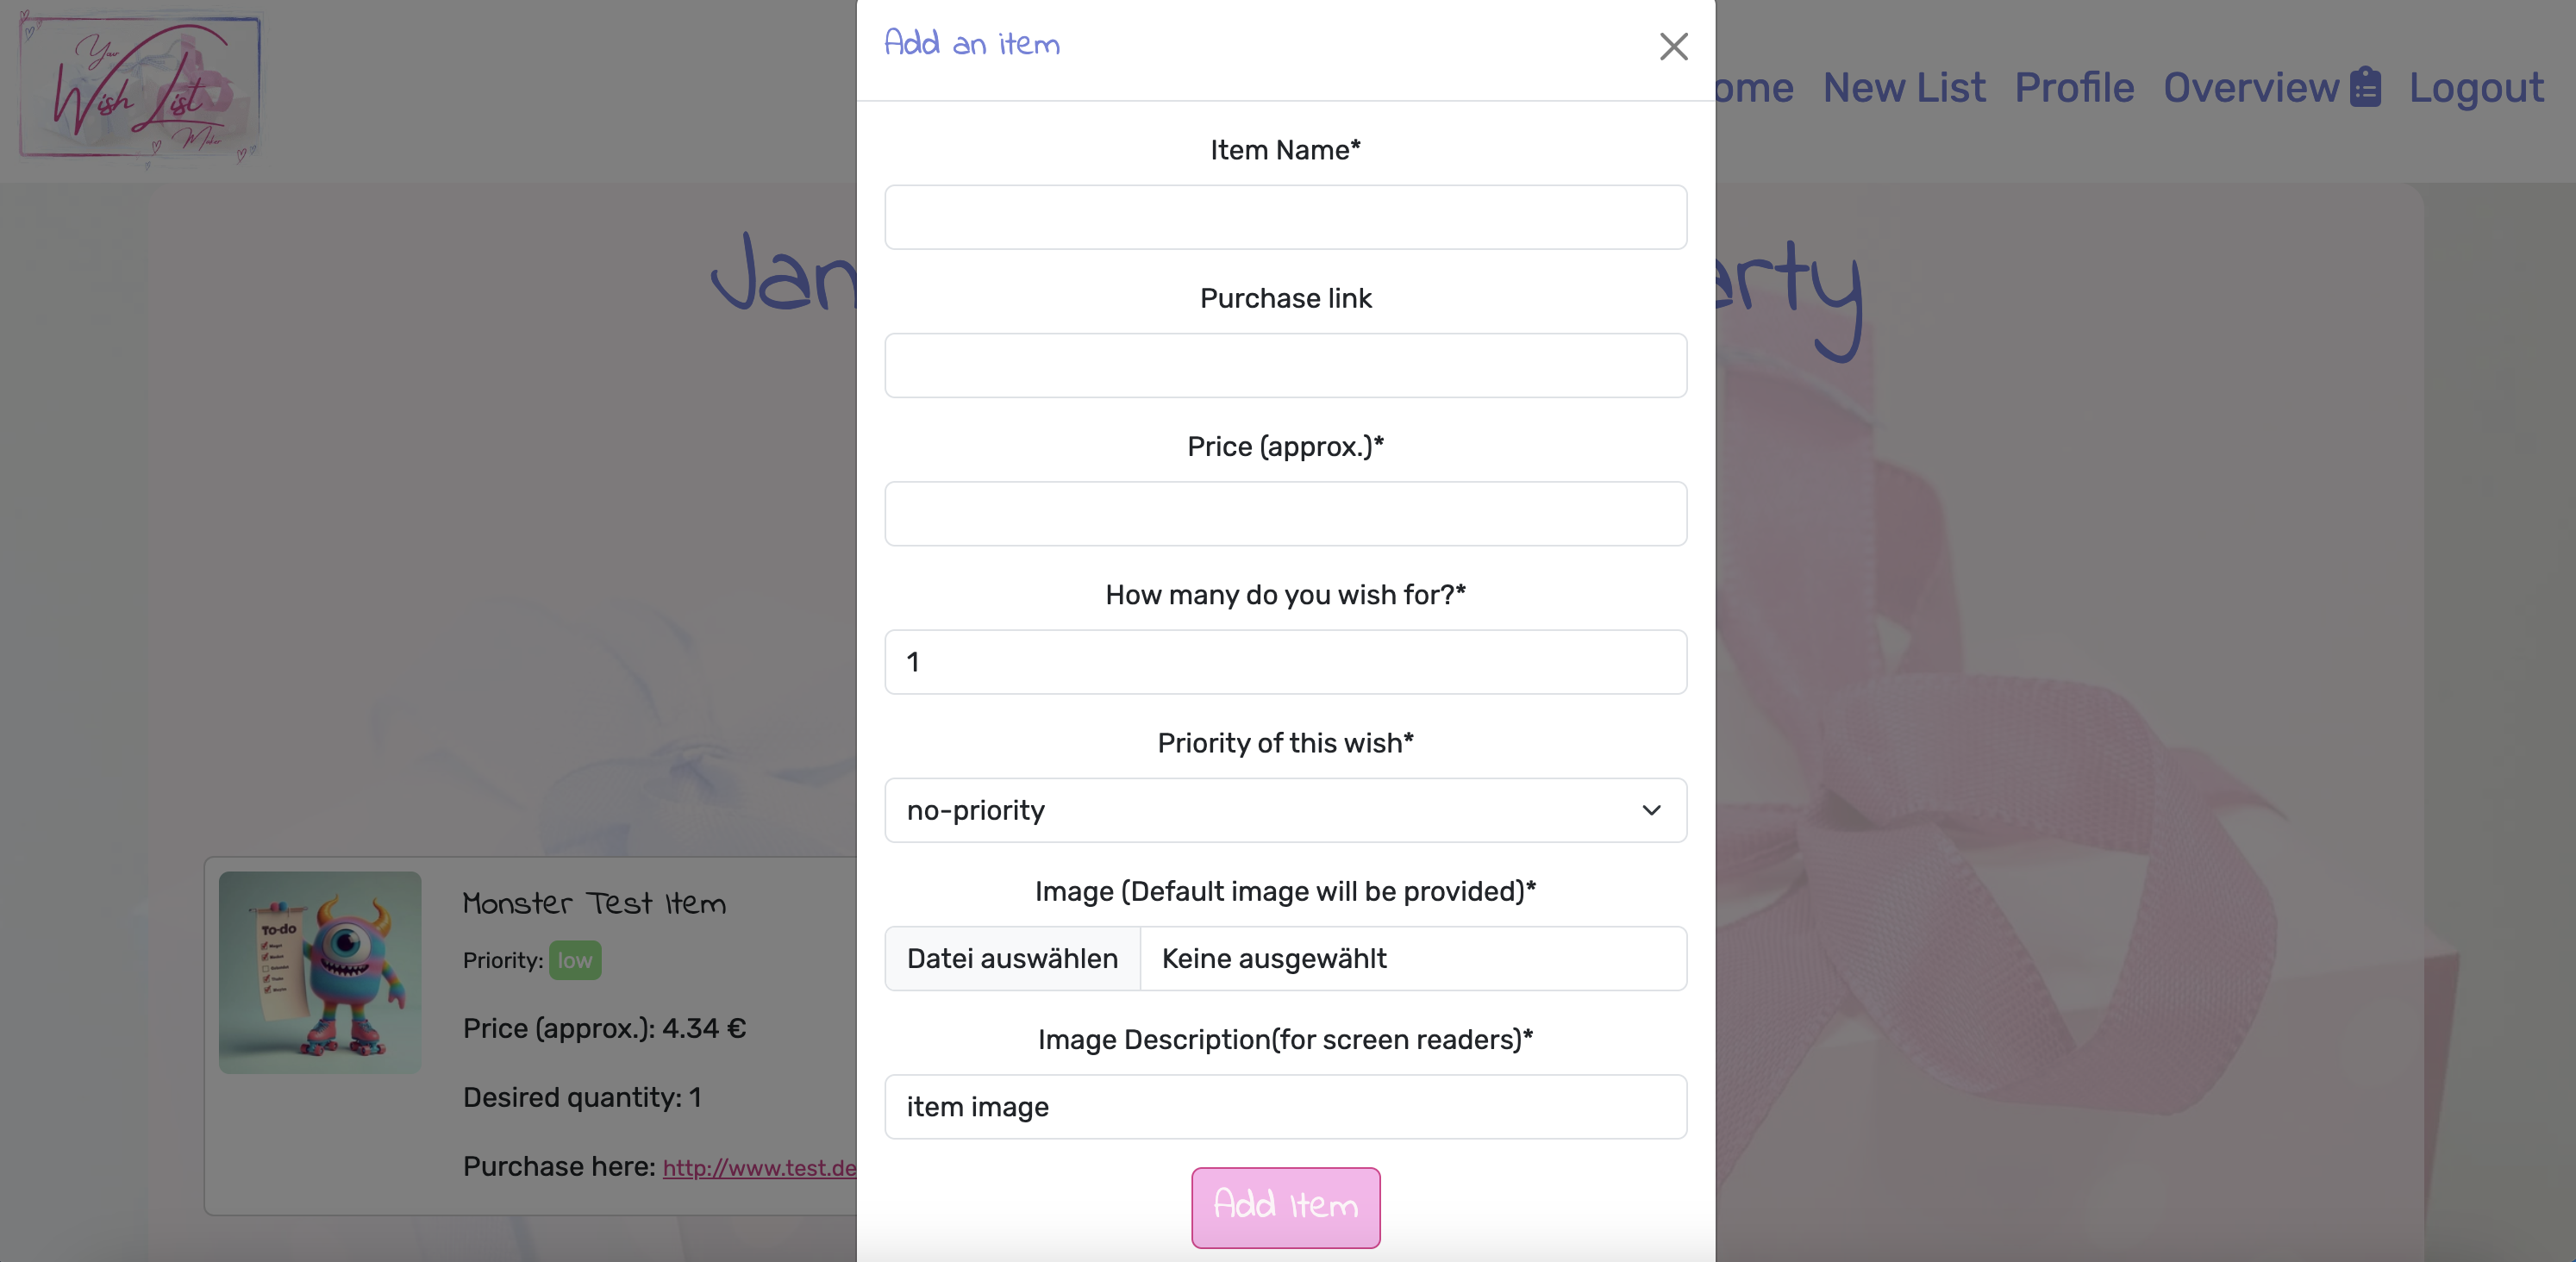 Your
Wish List
Maker
ome New List Profile Overview Logout
Jan
arty
Add an item
Item Name*
Purchase link
Price (approx.)*
How many do you wish for?*
1
Priority of this wish*
no-priority
Image (Default image will be provided)*
Datei auswählen Keine ausgewählt
Image Description(for screen readers)*
item image
Add Item
To-do
Monster Test Item
Priority: low
Price (approx.): 4.34 €
Desired quantity: 1
Purchase here: http://www.test.de